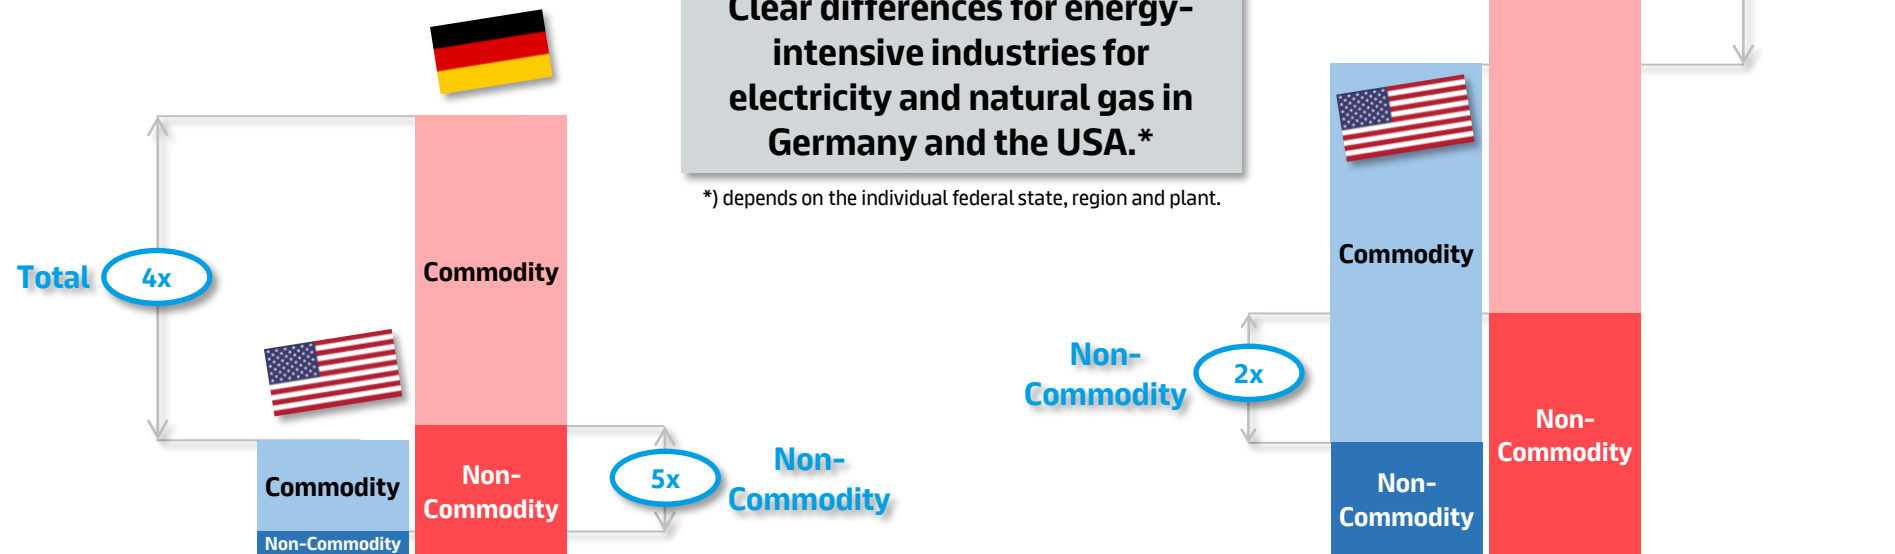 Clear differences for energy-
intensive industries for
electricity and natural gas in
Germany and the USA.*
*) depends on the individual federal state, region and plant.
Total
4x
Commodity
Commodity
Non-
Commodity
Non-Commodity
5x
Non-
Commodity
Commodity
Non-
Commodity
2x
Non-
Commodity
Non-
Commodity